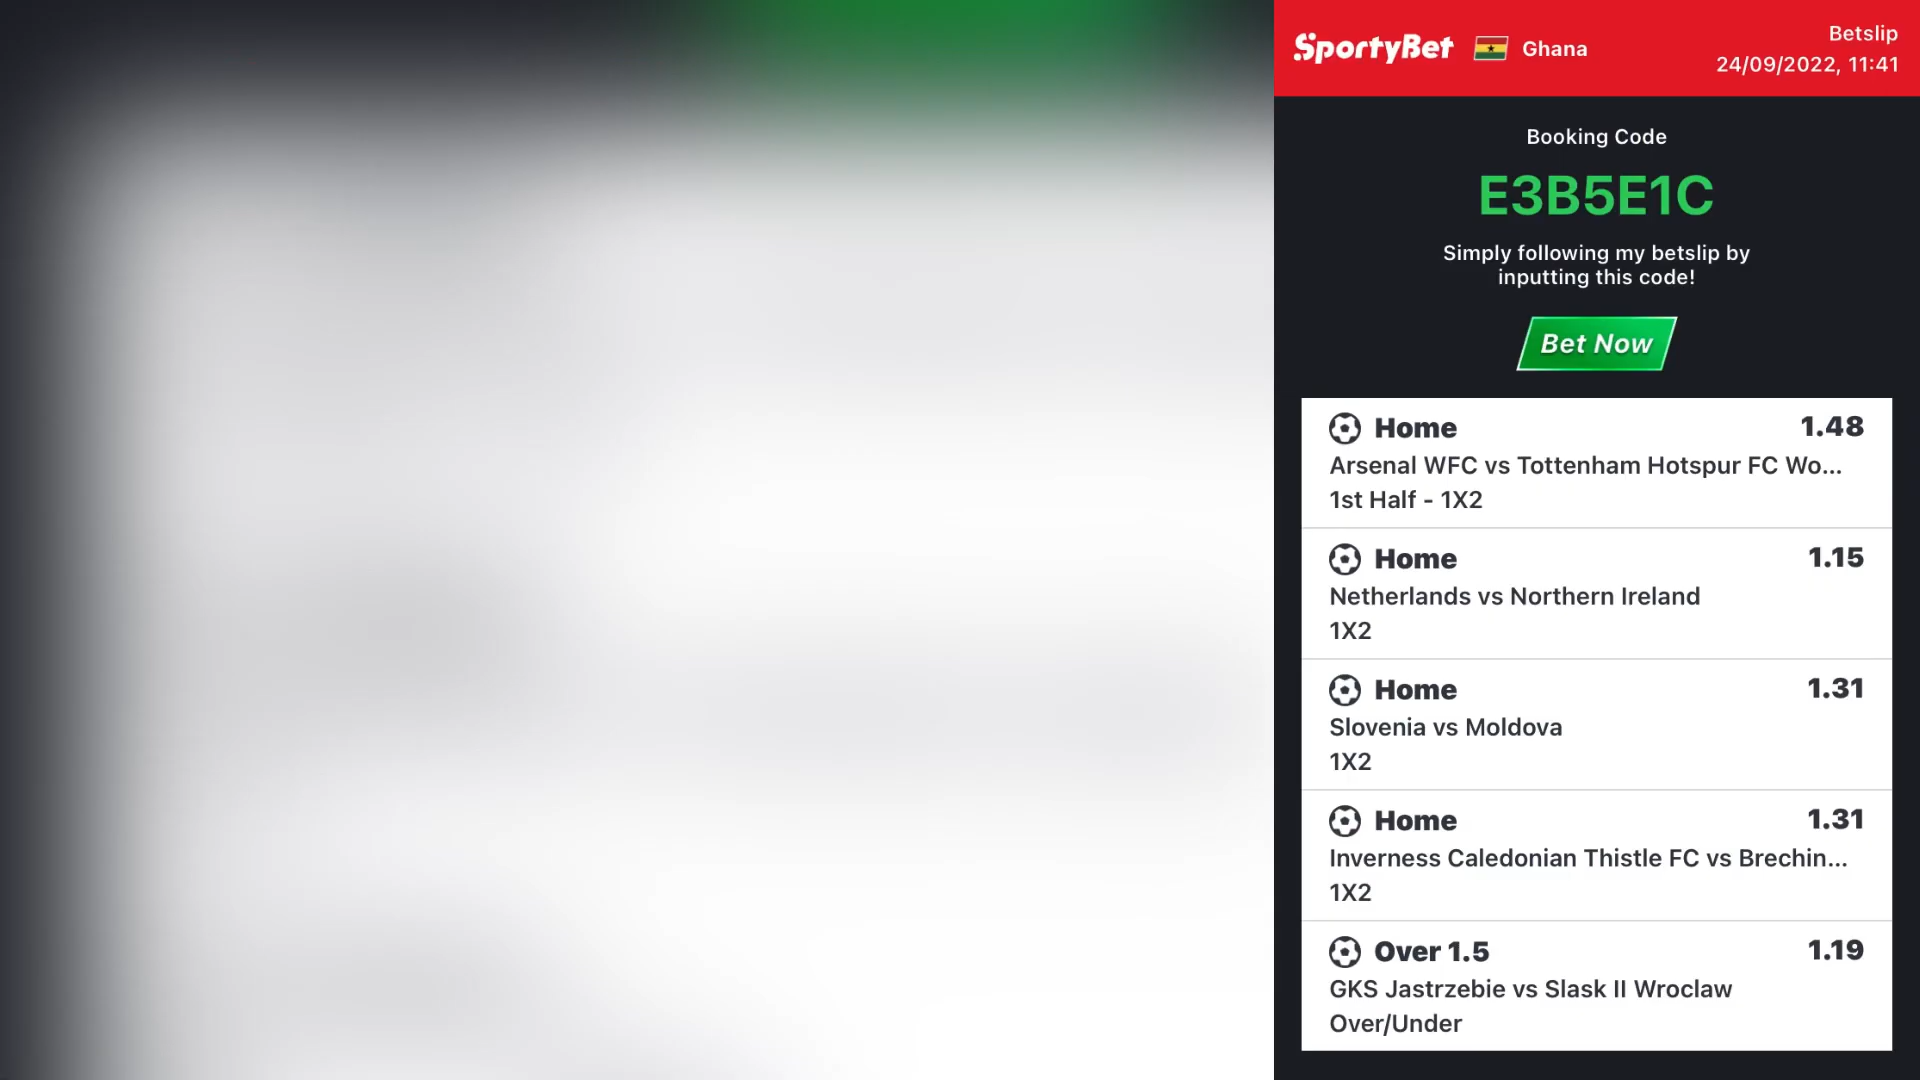 SportyBet Ghana
Betslip
24/09/2022, 11:41
Booking Code
E3B5E1C
Simply following my betslip by
inputting this code!
Bet Now
Home 1.48
Arsenal WFC vs Tottenham Hotspur FC Wo...
1st Half - 1X2
Home 1.15
Netherlands vs Northern Ireland
1X2
Home 1.31
Slovenia vs Moldova
1X2
Home 1.31
Inverness Caledonian Thistle FC vs Brechin...
1X2
Over 1.5 1.19
GKS Jastrzebie vs Slask II Wroclaw
Over/Under